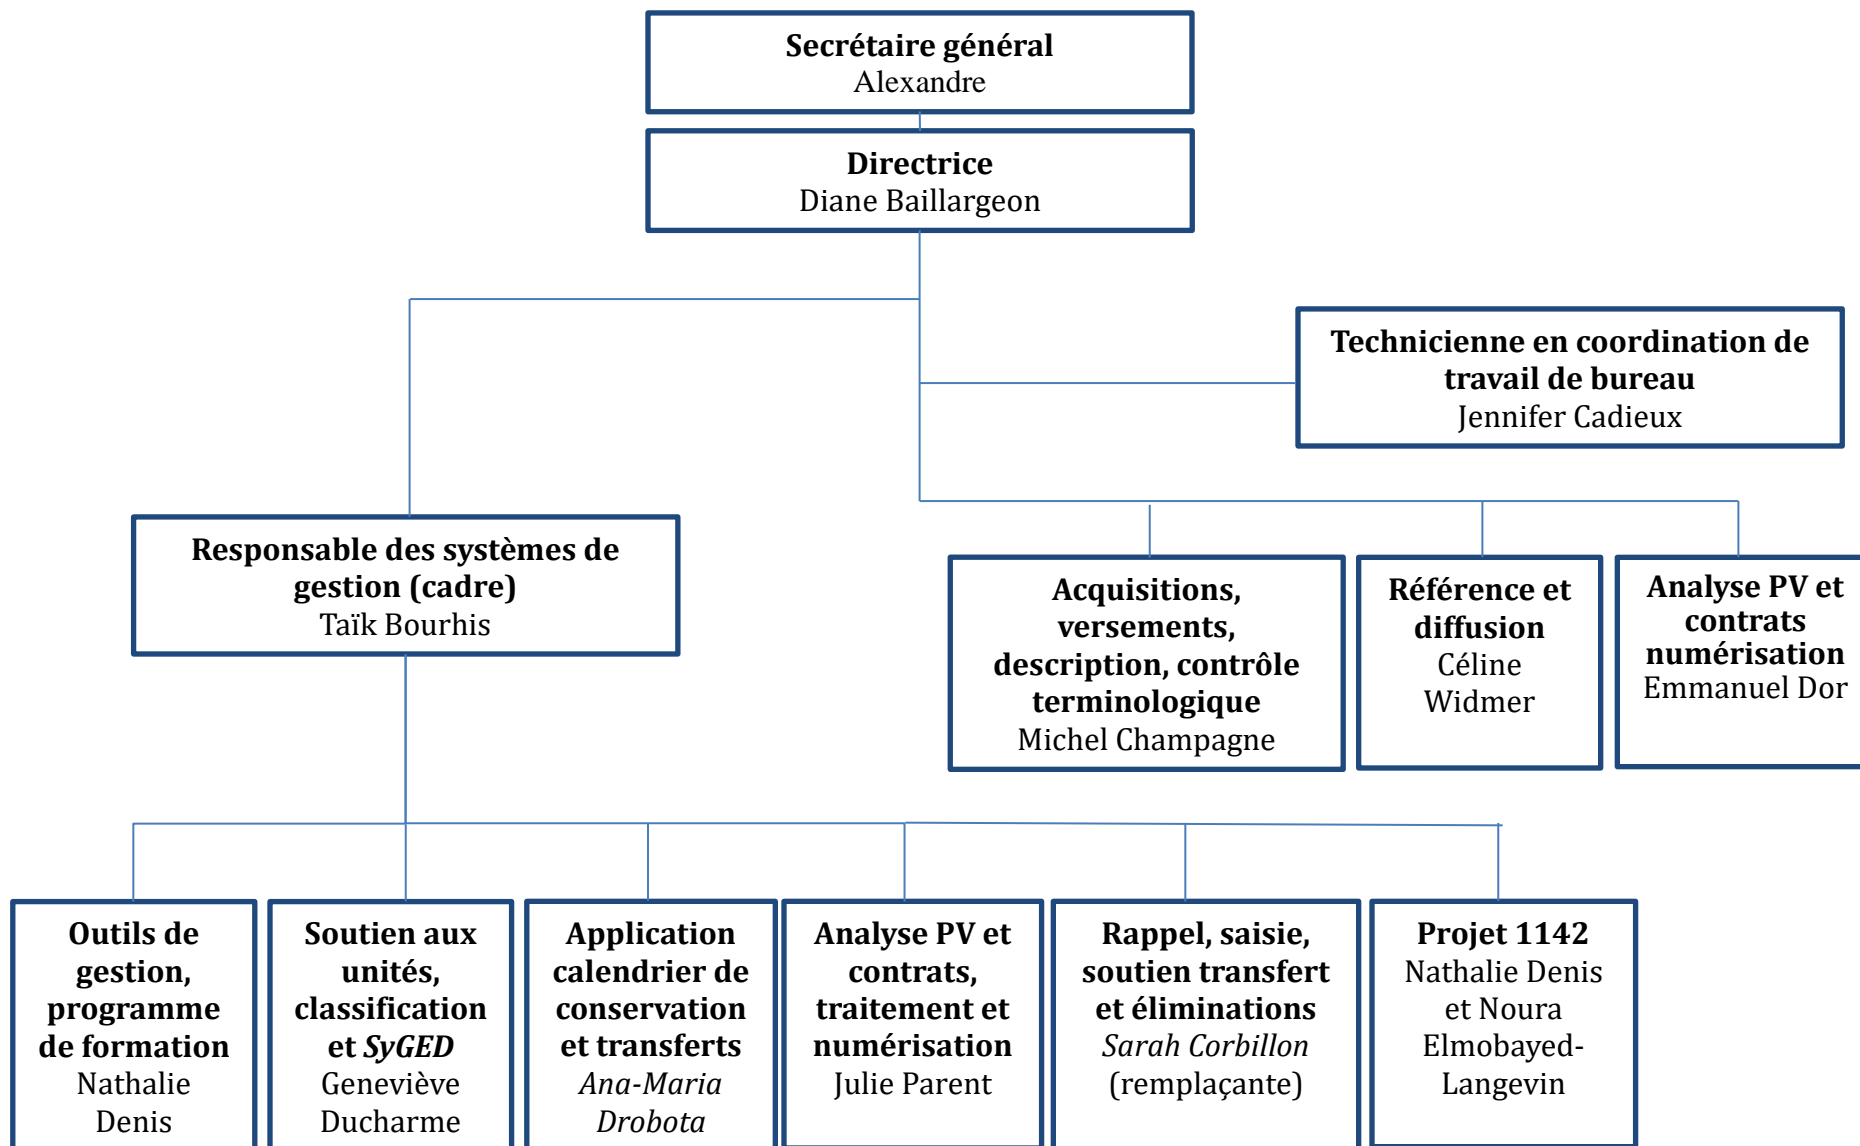 Secrétaire général
Alexandre
Directrice
Diane Baillargeon
Technicienne en coordination de
travail de bureau
Jennifer Cadieux
Responsable des systèmes de
gestion (cadre)
Taïk Bourhis
Acquisitions,
versements,
description, contrôle
terminologique
Michel Champagne
Référence et
diffusion
Céline
Widmer
Analyse PV et
contrats
numérisation
Emmanuel Dor
Outils de
gestion,
programme
de formation
Nathalie
Denis
Soutien aux
unités,
classification
et SyGED
Geneviève
Ducharme
Application
calendrier de
conservation
et transferts
Ana-Maria
Drobota
Analyse PV et
contrats,
traitement et
numérisation
Julie Parent
Rappel, saisie,
soutien transfert
et éliminations
Sarah Corbillon
(remplaçante)
Projet 1142
Nathalie Denis
et Noura
Elmobayed-
Langevin